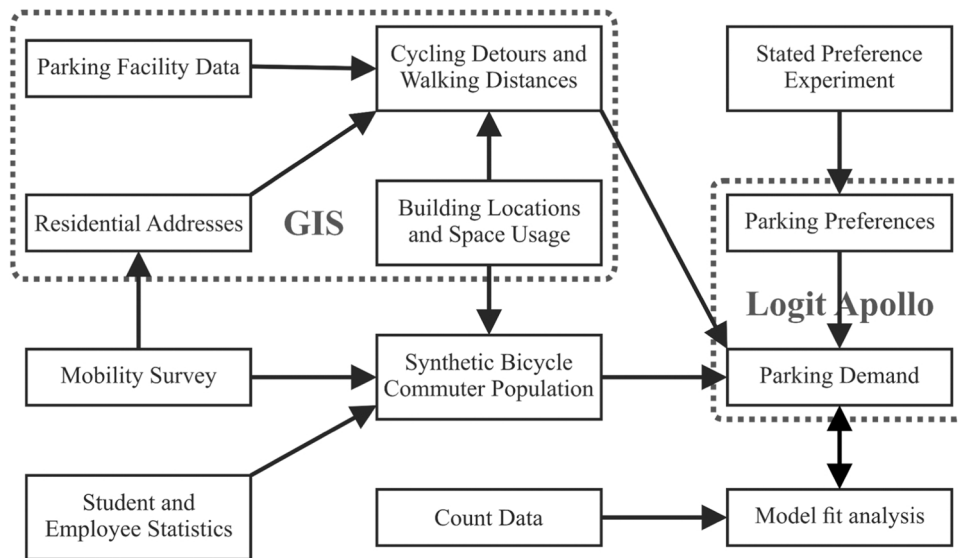 Parking Facility Data
Cycling Detours and
Walking Distances
Stated Preference
Experiment
Residential Addresses
GIS
Building Locations
and Space Usage
Parking Preferences
Logit Apollo
Mobility Survey
Synthetic Bicycle
Commuter Population
Parking Demand
Student and
Employee Statistics
Count Data
Model fit analysis